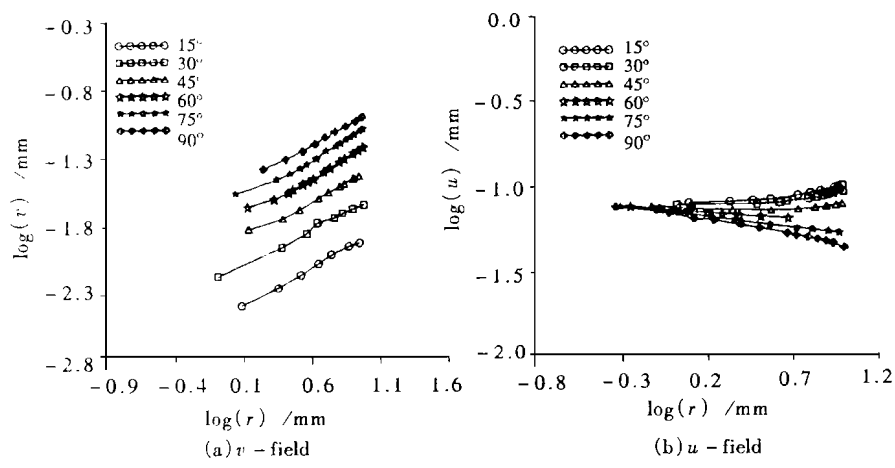 -0.3
15°
30°
45°
60°
75°
90°
-0.8
-1.3
-1.8
-2.3
-2.8
log(v) /mm
-0.9 -0.4 0.1 0.6 1.1 1.6
log(r) /mm
(a) v - field
0.0
15°
30°
45°
60°
75°
90°
-0.5
-1.0
-1.5
-2.0
log(u) /mm
-0.8 -0.3 0.2 0.7 1.2
log(r) /mm
(b) u - field